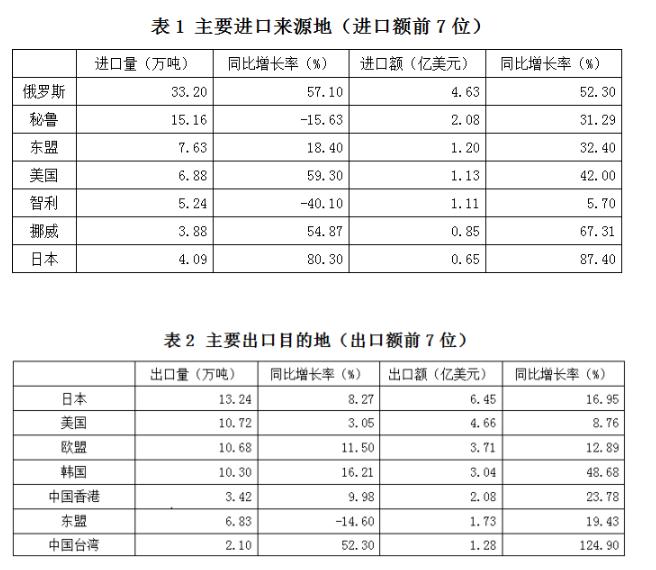 表1 主要进口来源地（进口额前7位）
进口量（万吨） 同比增长率（%） 进口额（亿美元） 同比增长率（%）
俄罗斯 33.20 57.10 4.63 52.30
秘鲁 15.16 -15.63 2.08 31.29
东盟 7.63 18.40 1.20 32.40
美国 6.88 59.30 1.13 42.00
智利 5.24 -40.10 1.11 5.70
挪威 3.88 54.87 0.85 67.31
日本 4.09 80.30 0.65 87.40
表2 主要出口目的地（出口额前7位）
出口量（万吨） 同比增长率（%） 出口额（亿美元） 同比增长率（%）
日本 13.24 8.27 6.45 16.95
美国 10.72 3.05 4.66 8.76
欧盟 10.68 11.50 3.71 12.89
韩国 10.30 16.21 3.04 48.68
中国香港 3.42 9.98 2.08 23.78
东盟 6.83 -14.60 1.73 19.43
中国台湾 2.10 52.30 1.28 124.90